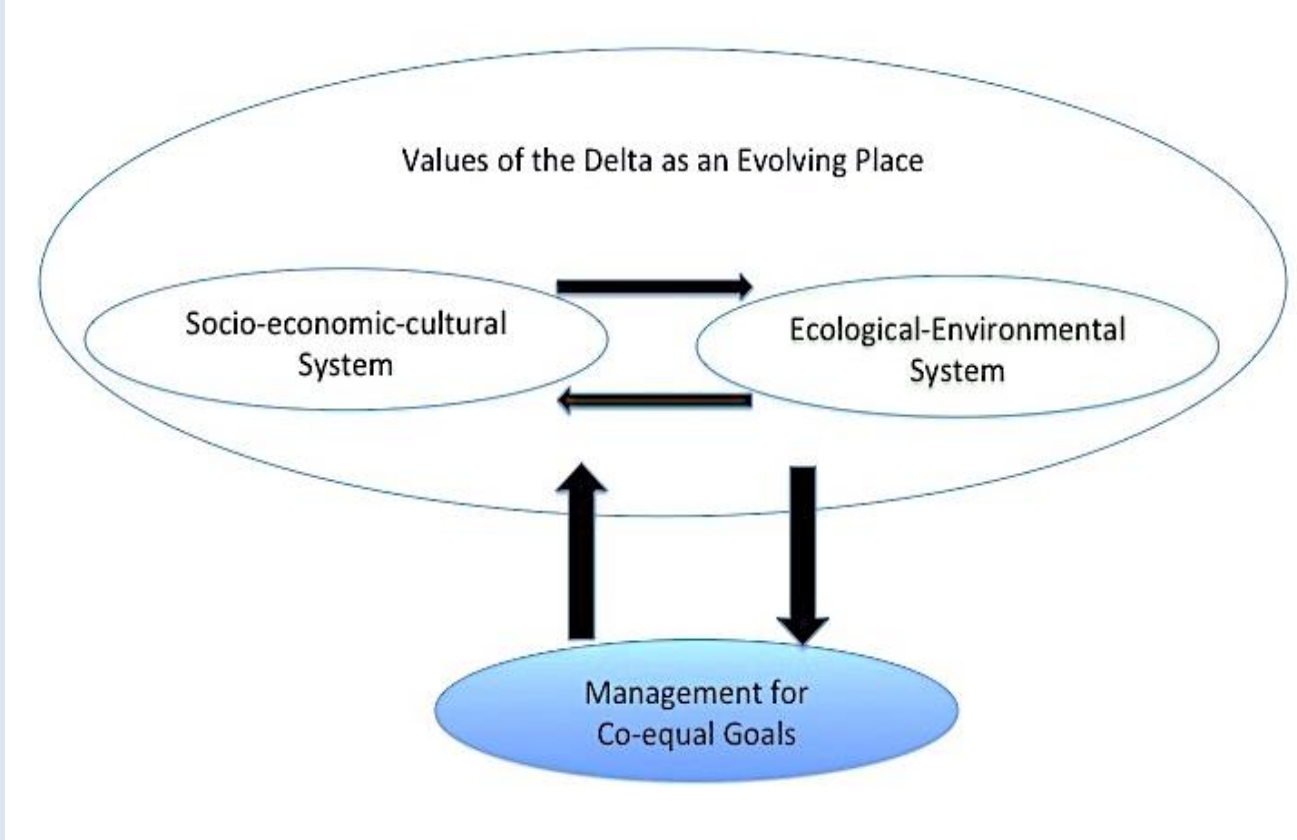 Values of the Delta as an Evolving Place
Socio-economic-cultural
System
Ecological-Environmental
System
Management for
Co-equal Goals